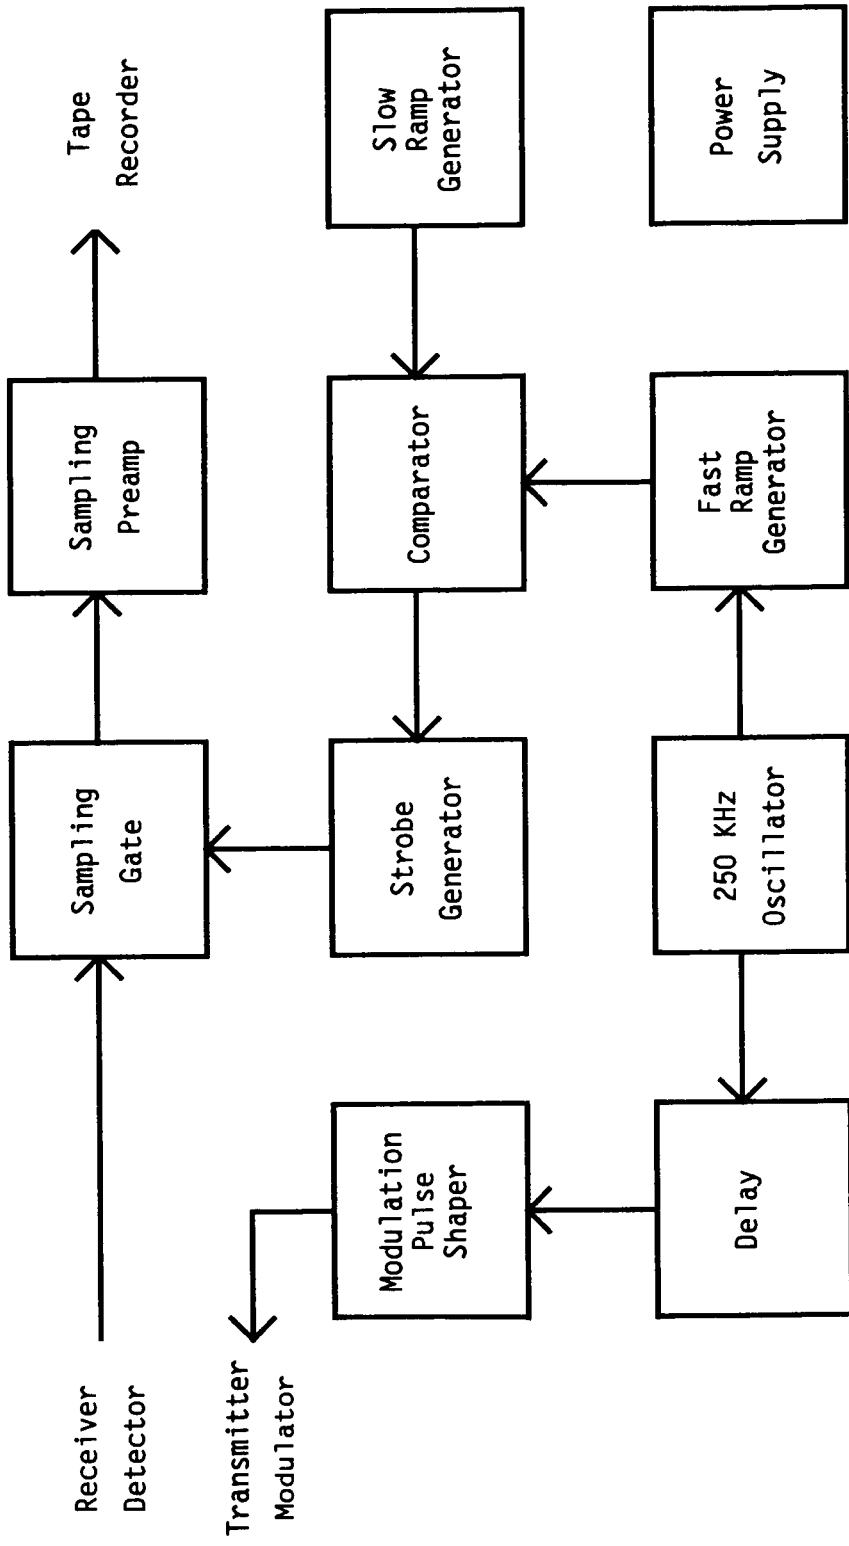 Receiver
Detector
Sampling
Gate
Sampling
Preamp
Tape
Recorder
Transmitter
Modulator
Modulation
Pulse
Shaper
Strobe
Generator
Comparator
Slow
Ramp
Generator
Delay
250 KHz
Oscillator
Fast
Ramp
Generator
Power
Supply